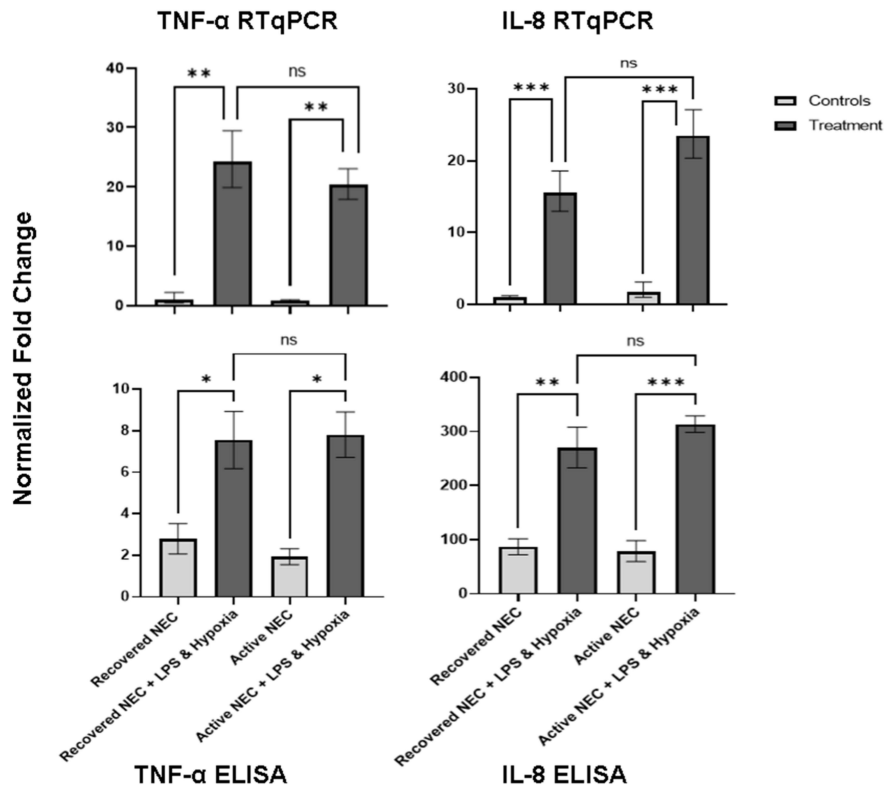 TNF-α RTqPCR
IL-8 RTqPCR
Controls
Treatment
Normalized Fold Change
40
30
20
10
0
**
ns
**
30
20
10
0
***
ns
***
10
8
6
4
2
0
*
ns
*
400
300
200
100
0
**
ns
***
Recovered NEC
Recovered NEC + LPS & Hypoxia
Active NEC
Active NEC + LPS & Hypoxia
Recovered NEC
Recovered NEC + LPS & Hypoxia
Active NEC
Active NEC + LPS & Hypoxia
TNF-α ELISA
IL-8 ELISA